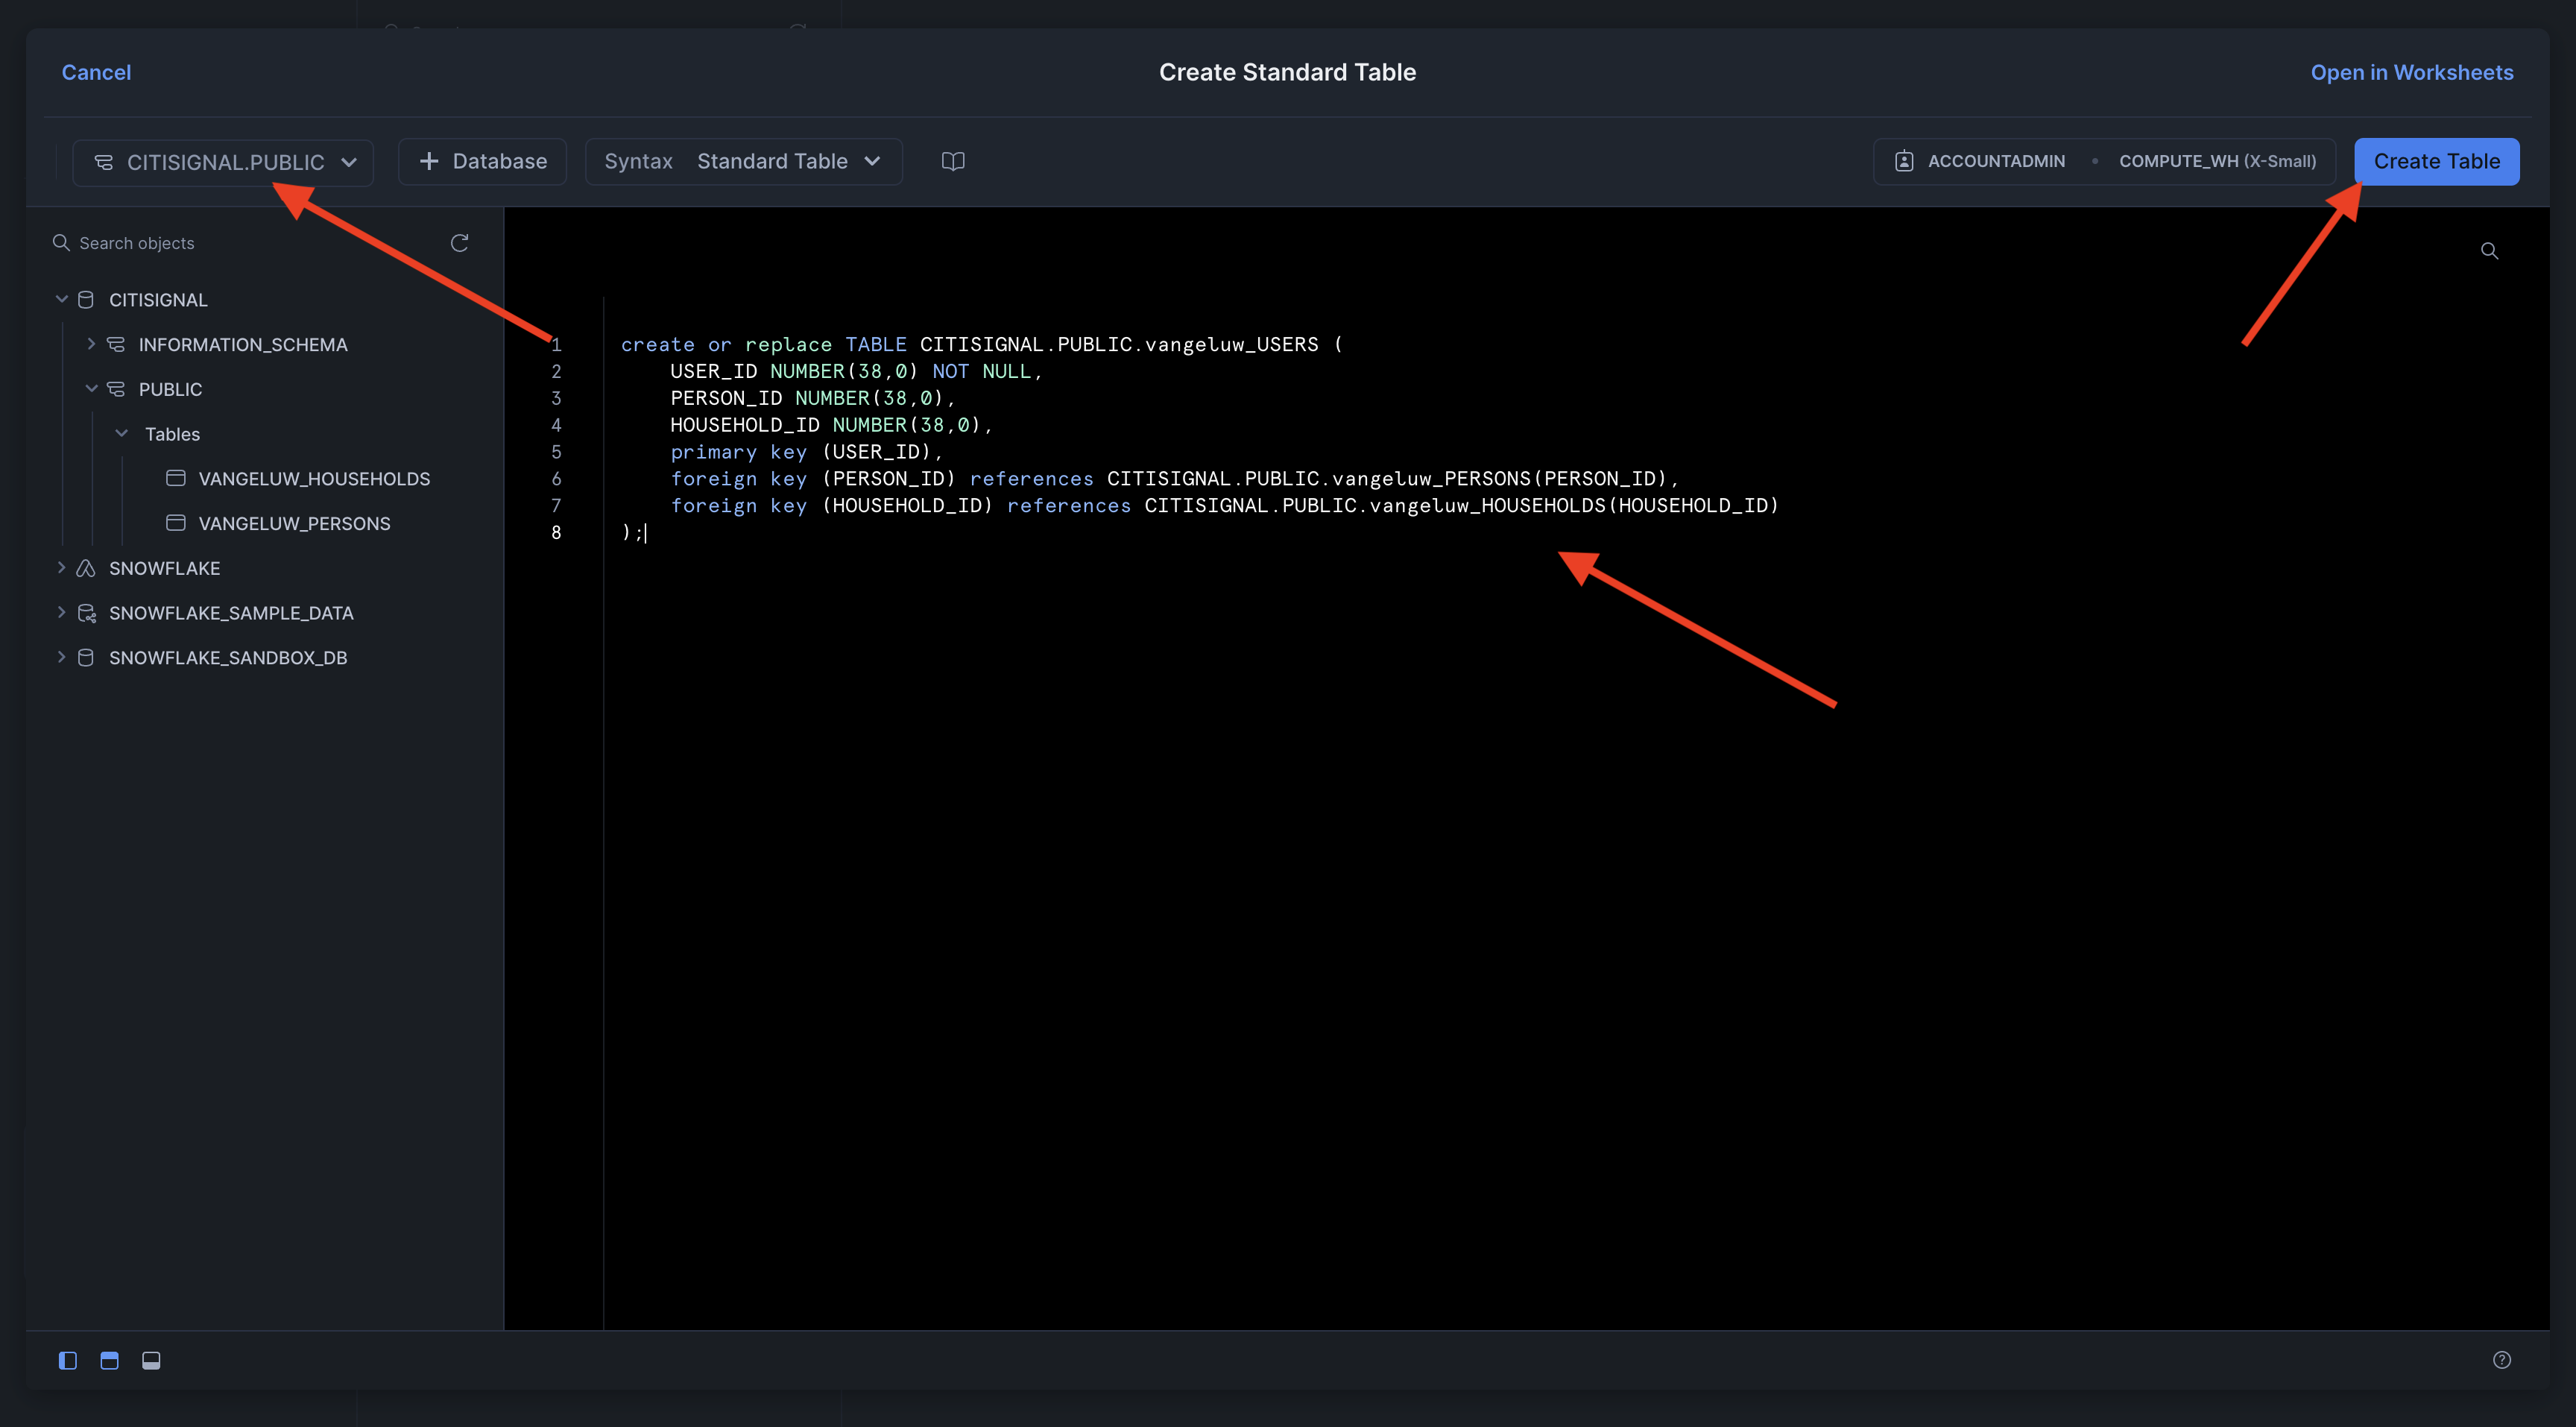 Cancel
Create Standard Table
Open in Worksheets
CITISIGNAL.PUBLIC
Database
Syntax Standard Table
ACCOUNTADMIN • COMPUTE_WH (X-Small)
Create Table
Search objects
CITISIGNAL
INFORMATION_SCHEMA
PUBLIC
Tables
VANGELUW_HOUSEHOLDS
VANGELUW_PERSONS
SNOWFLAKE
SNOWFLAKE_SAMPLE_DATA
SNOWFLAKE_SANDBOX_DB
1 create or replace TABLE CITISIGNAL.PUBLIC.vangeluw_USERS (
2 USER_ID NUMBER(38,0) NOT NULL,
3 PERSON_ID NUMBER(38,0),
4 HOUSEHOLD_ID NUMBER(38,0),
5 primary key (USER_ID),
6 foreign key (PERSON_ID) references CITISIGNAL.PUBLIC.vangeluw_PERSONS(PERSON_ID),
7 foreign key (HOUSEHOLD_ID) references CITISIGNAL.PUBLIC.vangeluw_HOUSEHOLDS(HOUSEHOLD_ID)
8 );